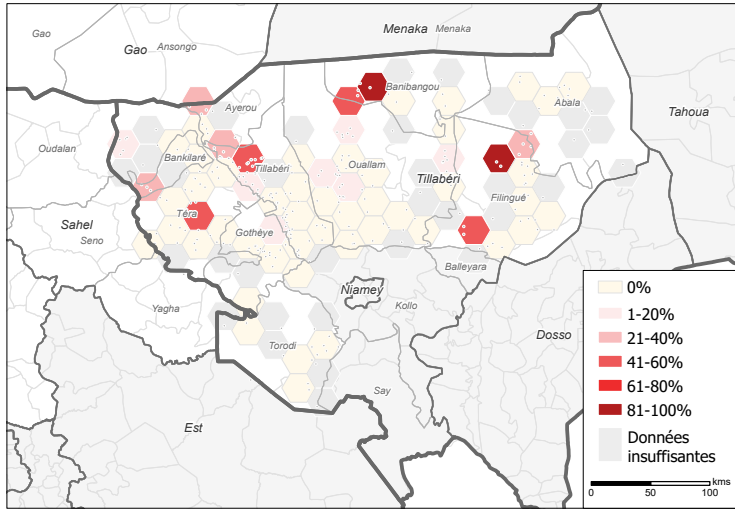 Menaka
Menaka
Gao
Gao
Ansongo
Banibangou
Abala
Tahoua
Ayerou
Oudalan
Bankilaré
Tillabéri
Ouallam
Tillabéri
Filingué
Téra
Sahel
Seno
Gothèye
Balleyara
Niamey
Kollo
Yagha
Dosso
Torodi
Say
Est
0%
1-20%
21-40%
41-60%
61-80%
81-100%
Données
insuffisantes
kms
0 50 100